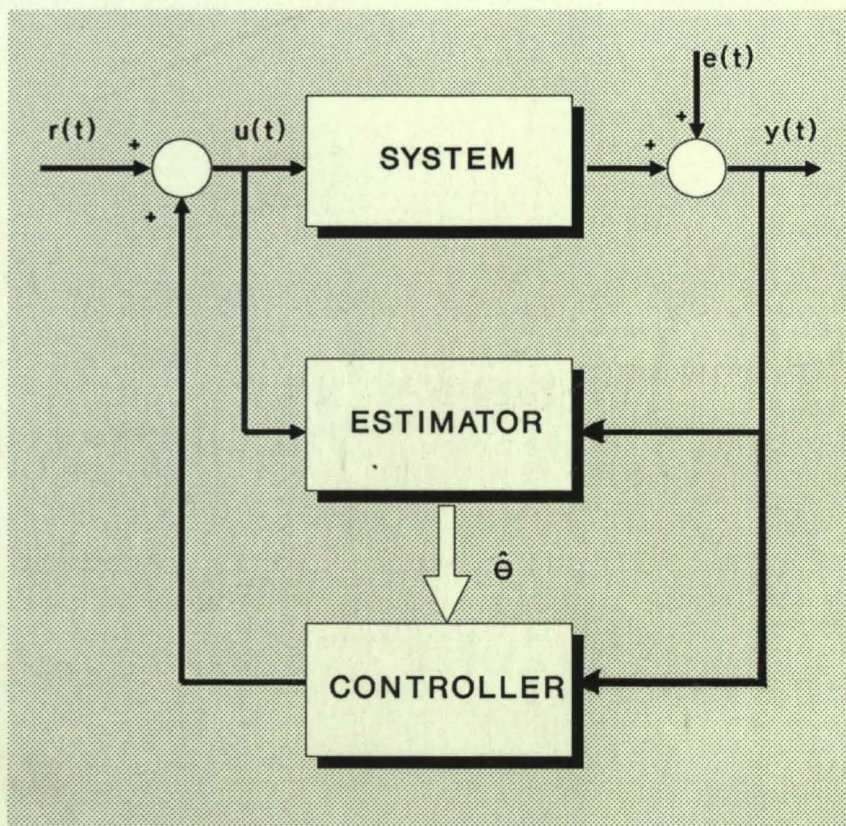 e(t)
r(t) + u(t) SYSTEM + + y(t)
+
ESTIMATOR
θ̂
CONTROLLER